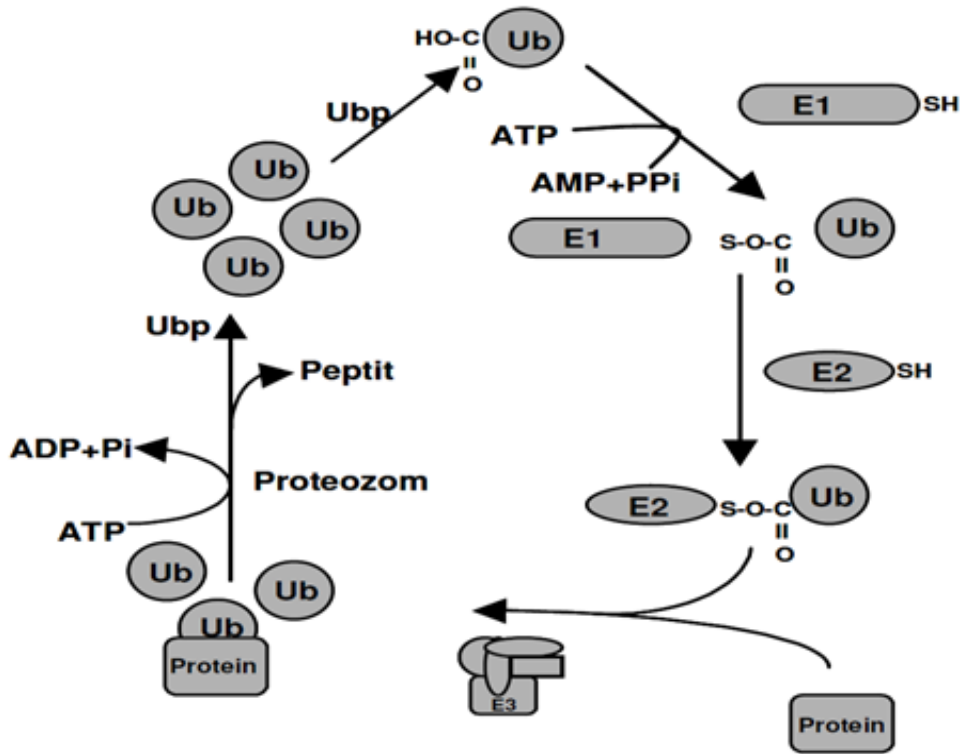 HO-C
Ub
O
Ubp
E1
SH
ATP
AMP+PPi
Ub
Ub
Ub
Ub
E1
S-O-C
Ub
O
Ubp
Peptit
E2
SH
ADP+Pi
Proteozom
ATP
E2
S-O-C
Ub
O
Ub
Ub
Ub
Protein
E3
Protein